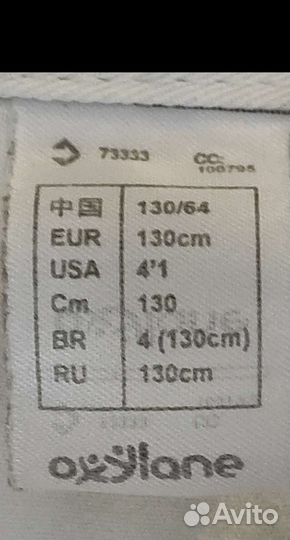 73333 CC: 100795
中国 130/64
EUR 130cm
USA 4'1
Cm 130
BR 4 (130cm)
RU 130cm
oxylane
Avito